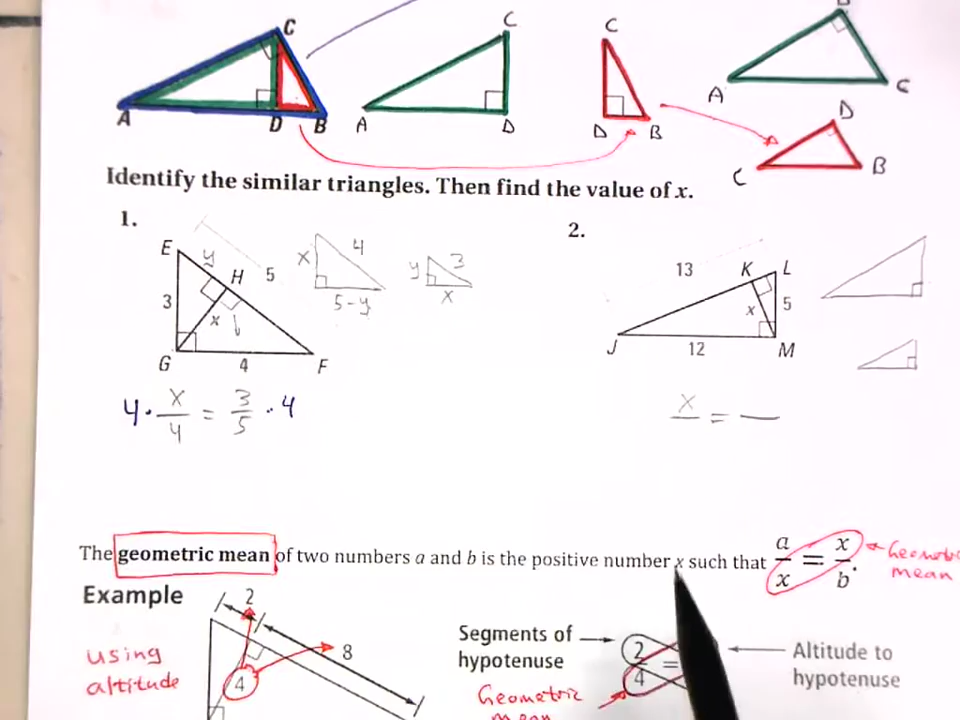 C
C
C
A
D
B
A
D
D
B
A
C
D
C
B
Identify the similar triangles. Then find the value of x.
1.
2.
E
y
H
5
3
x
G
4
F
x
4
5-y
y
3
x
13
K
L
x
5
J
12
M
4 · x/4 = 3/5 · 4
x/ = —
The geometric mean of two numbers a and b is the positive number x such that a/x = x/b.
Geomet
mean
Example
2
8
4
using
altitude
Segments of
hypotenuse
2/4 =
Altitude to
hypotenuse
Geometric
mean